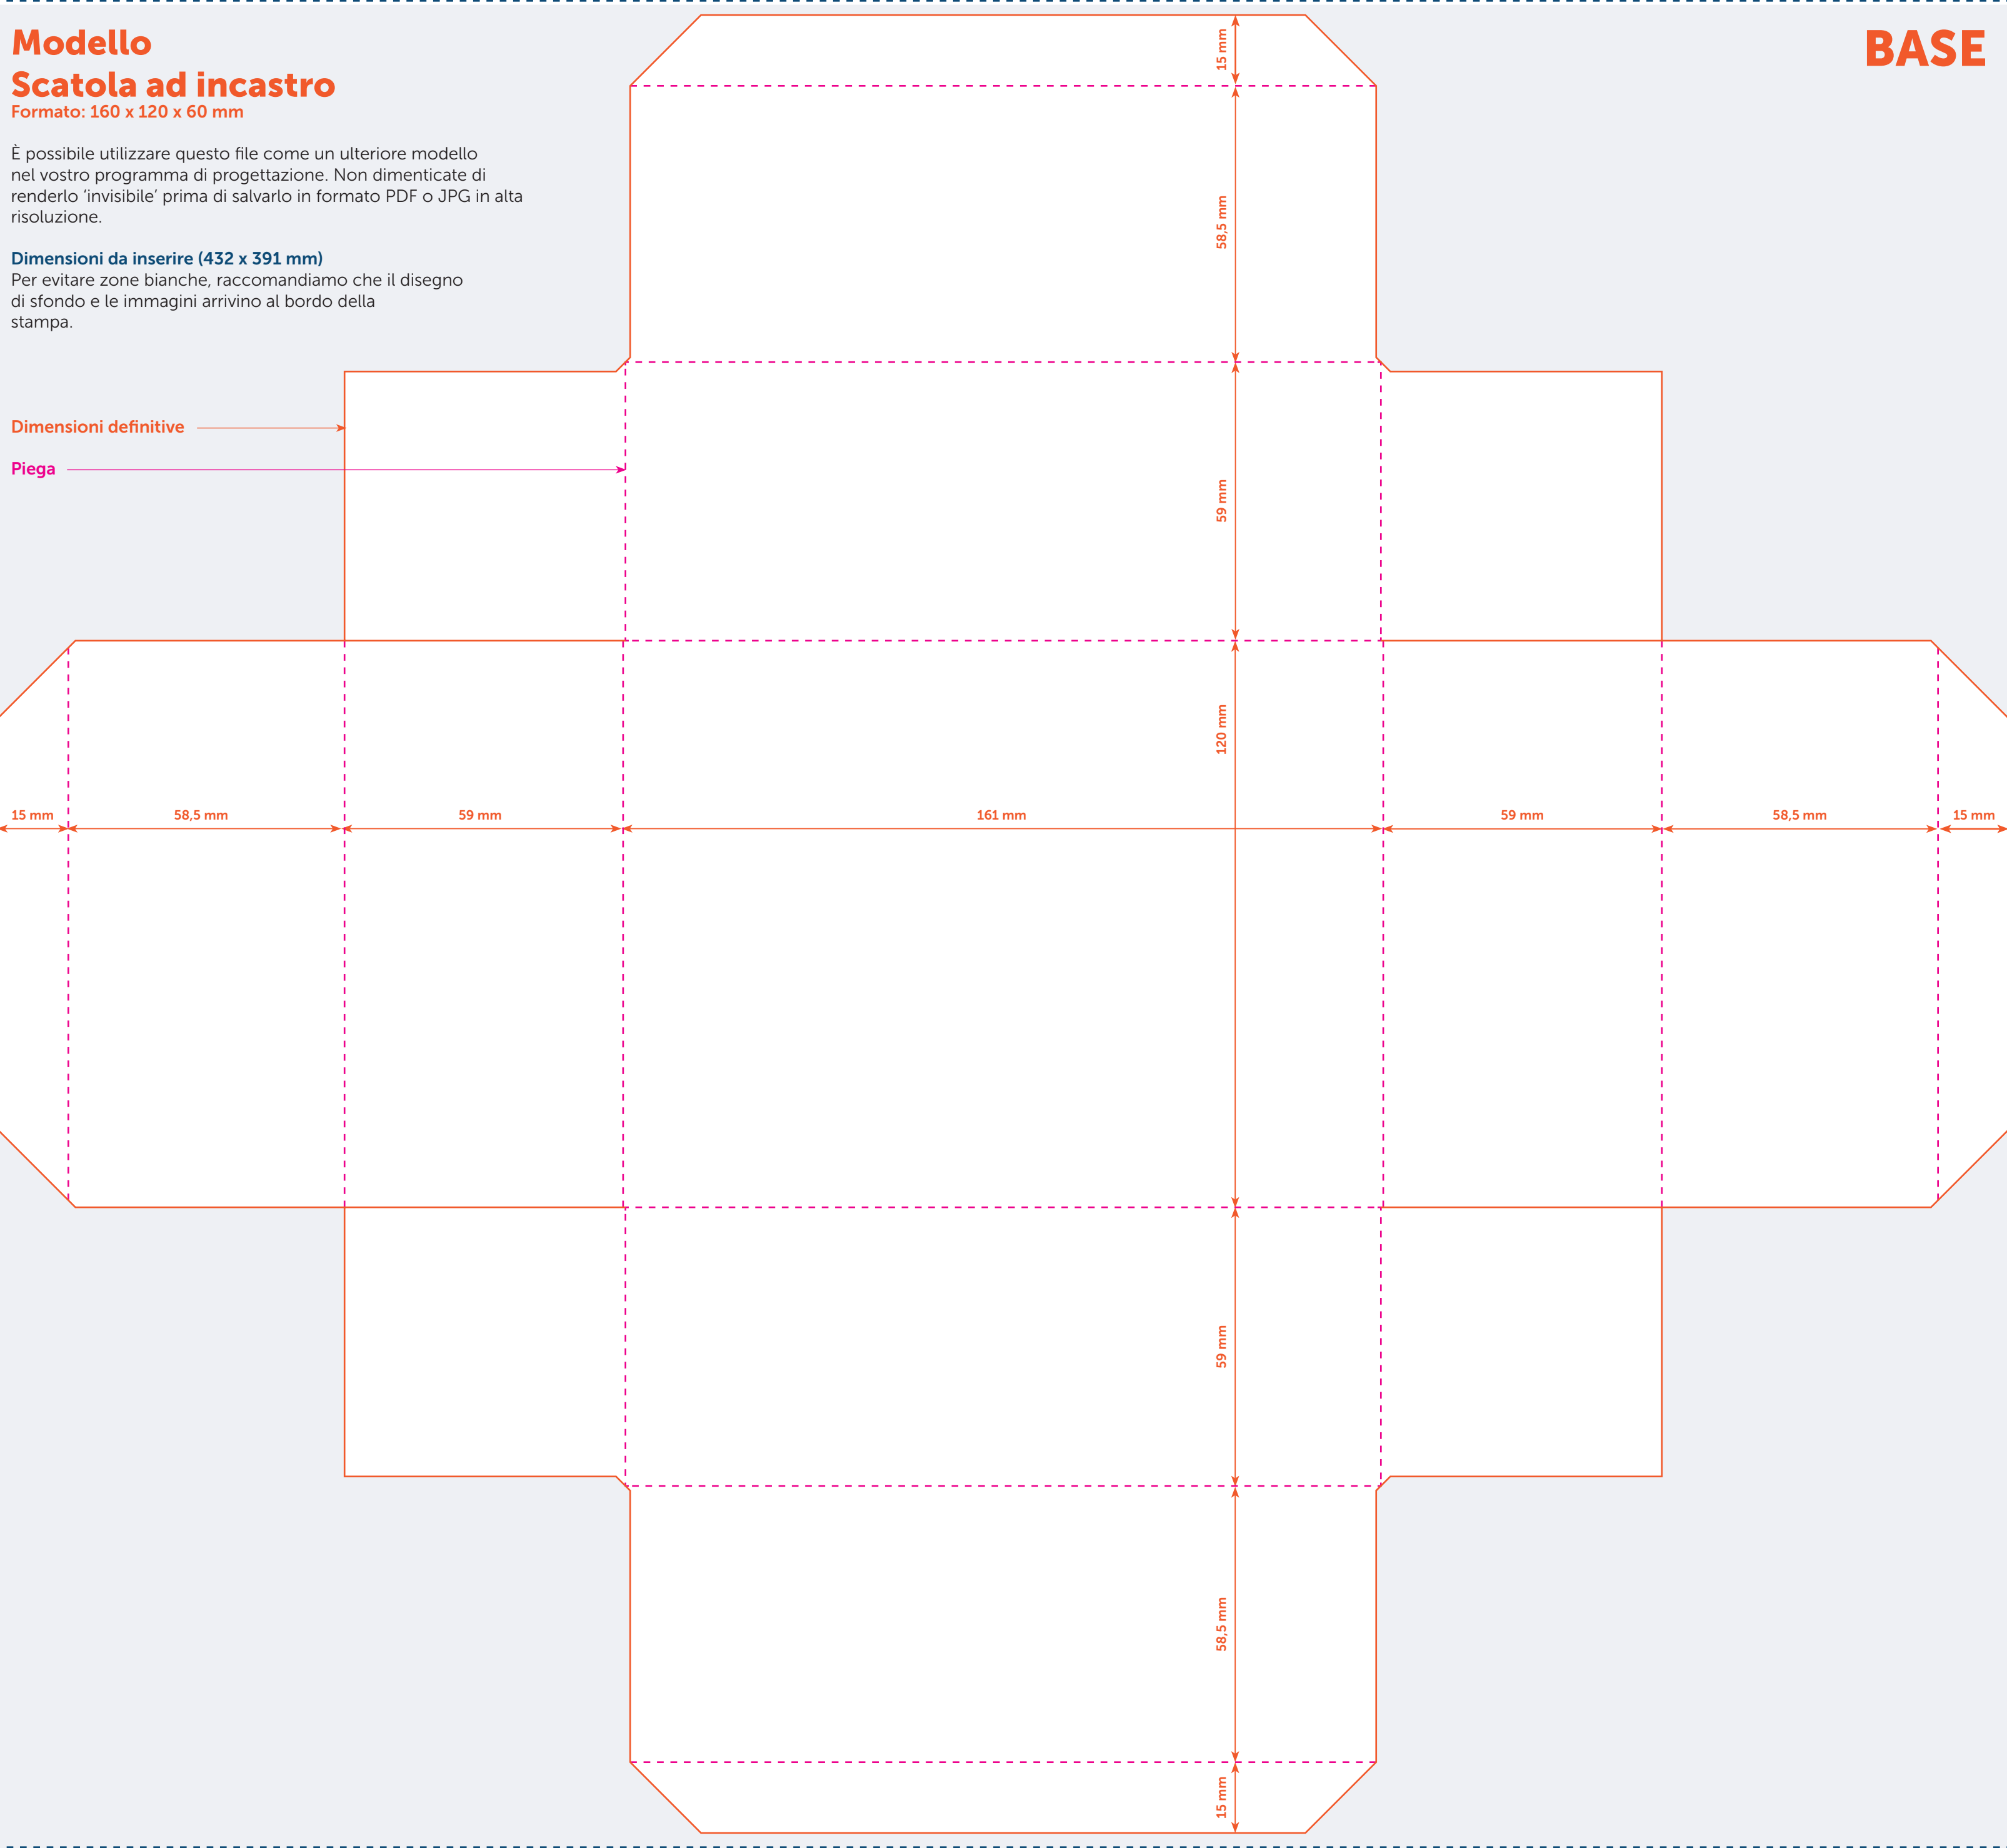 Modello
Scatola ad incastro
Formato: 160 x 120 x 60 mm
BASE
È possibile utilizzare questo file come un ulteriore modello
nel vostro programma di progettazione. Non dimenticate di
renderlo ‘invisibile’ prima di salvarlo in formato PDF o JPG in alta
risoluzione.
Dimensioni da inserire (432 x 391 mm)
Per evitare zone bianche, raccomandiamo che il disegno
di sfondo e le immagini arrivino al bordo della
stampa.
Dimensioni definitive
Piega
15 mm
58,5 mm
59 mm
120 mm
15 mm
58,5 mm
59 mm
161 mm
59 mm
58,5 mm
15 mm
59 mm
58,5 mm
15 mm